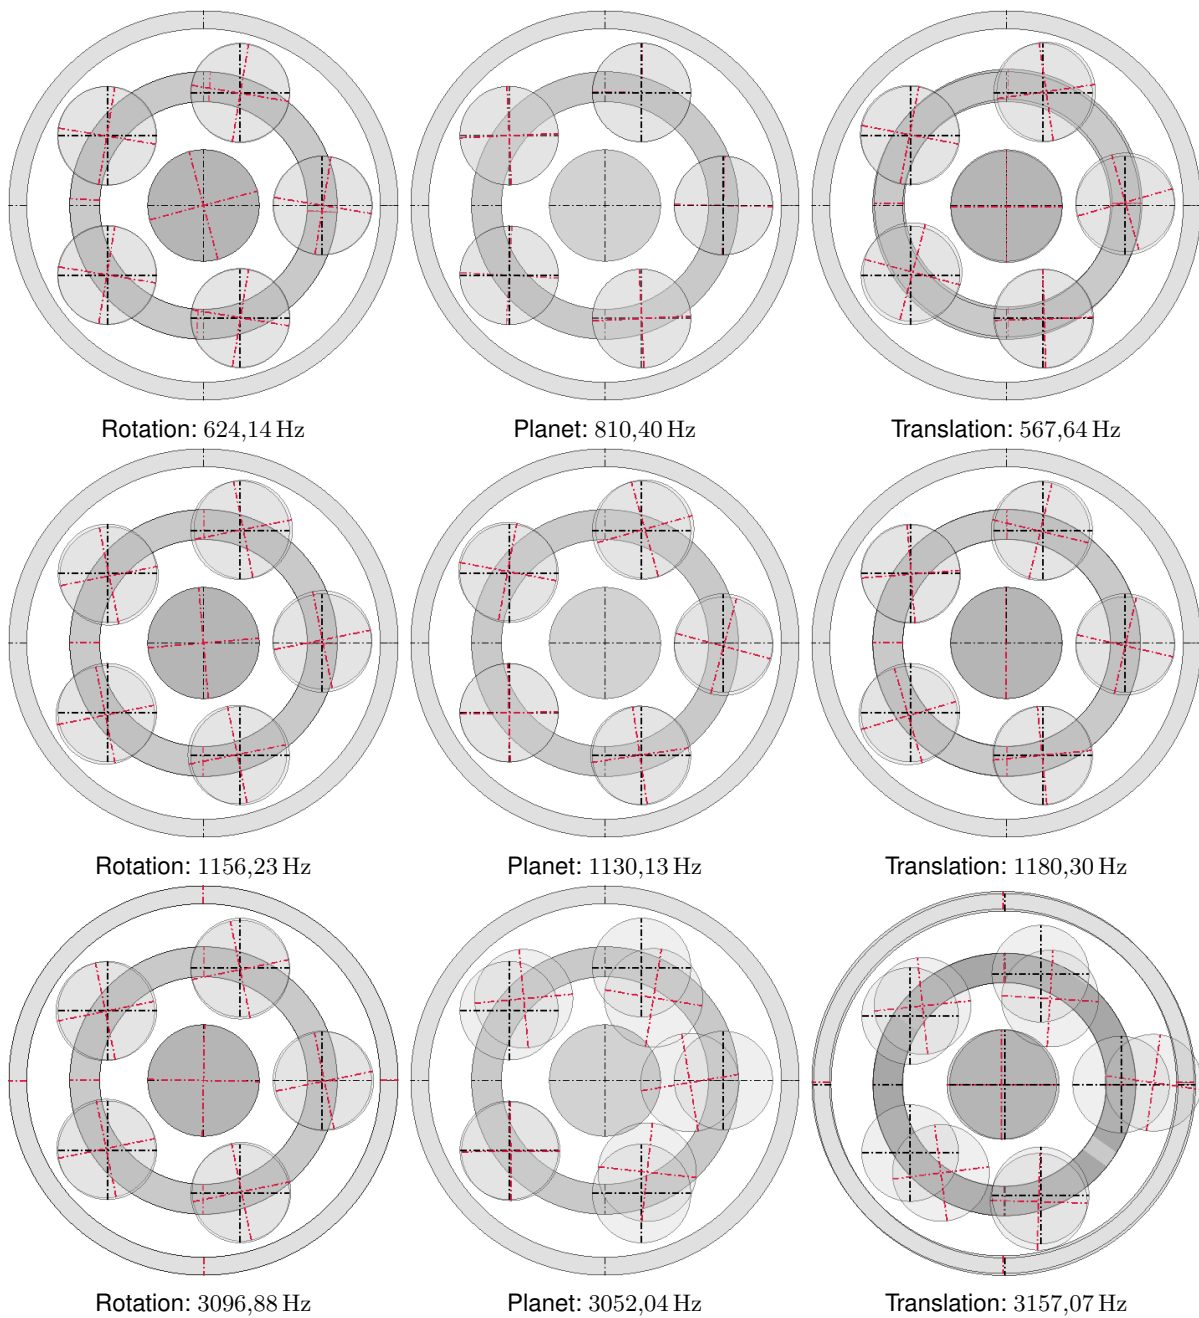 Rotation: 624,14 Hz
Planet: 810,40 Hz
Translation: 567,64 Hz
Rotation: 1156,23 Hz
Planet: 1130,13 Hz
Translation: 1180,30 Hz
Rotation: 3096,88 Hz
Planet: 3052,04 Hz
Translation: 3157,07 Hz